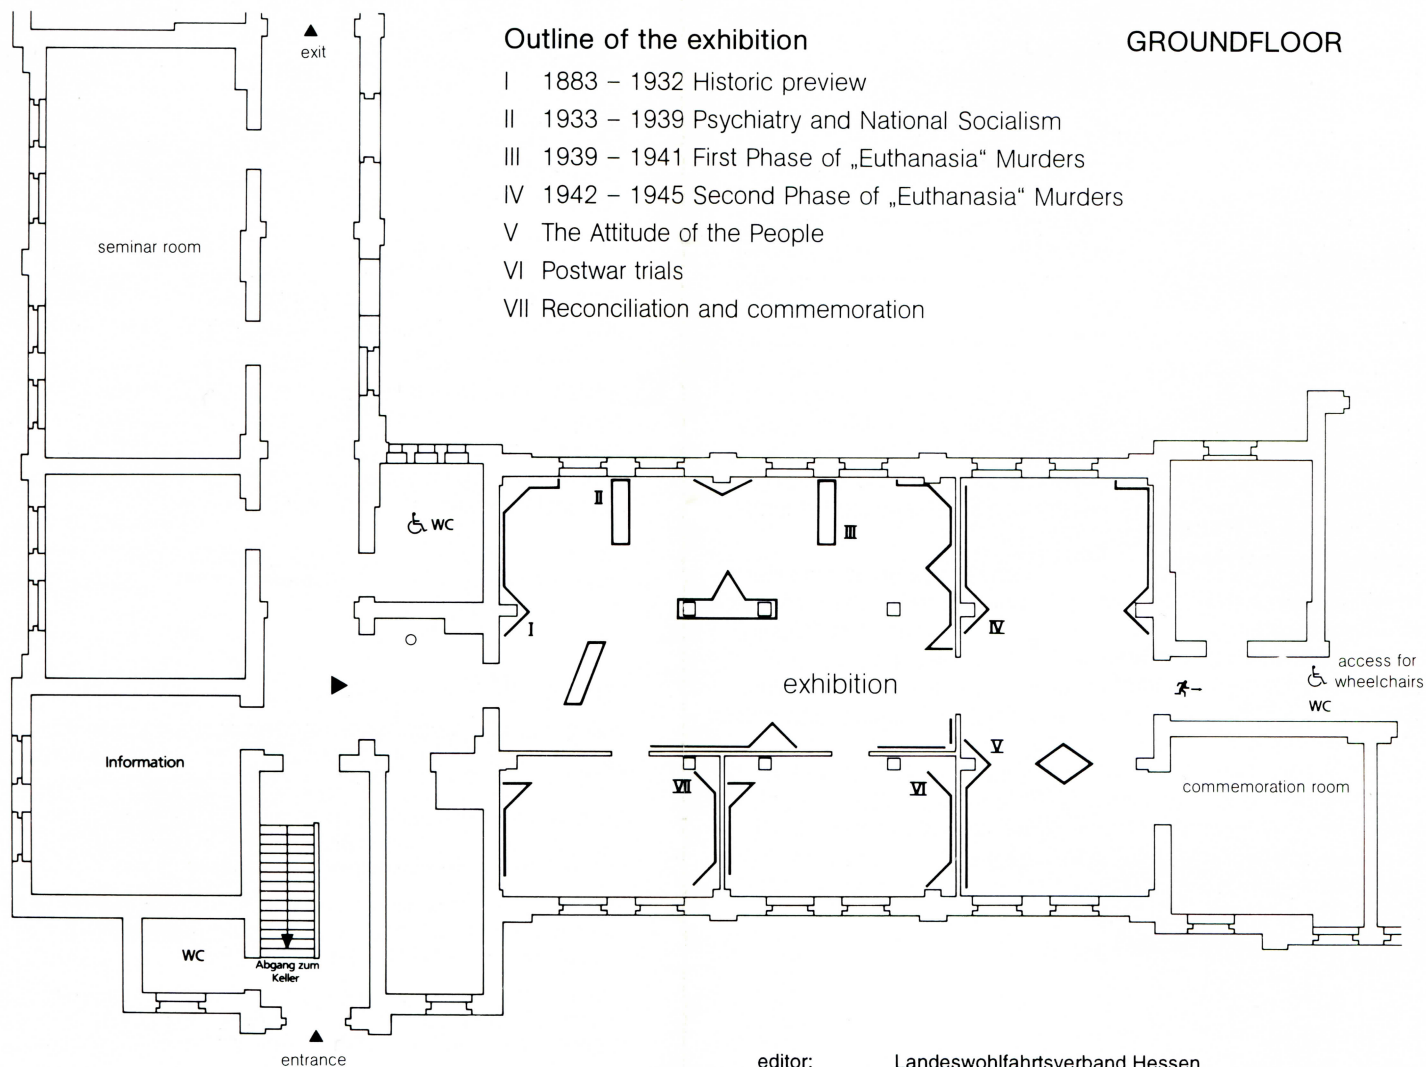 Outline of the exhibition
GROUNDFLOOR
I 1883 – 1932 Historic preview
II 1933 – 1939 Psychiatry and National Socialism
III 1939 – 1941 First Phase of „Euthanasia“ Murders
IV 1942 – 1945 Second Phase of „Euthanasia“ Murders
V The Attitude of the People
VI Postwar trials
VII Reconciliation and commemoration
exit
seminar room
WC
II
III
I
IV
exhibition
access for
wheelchairs
WC
Information
V
VII
VI
commemoration room
WC
Abgang zum
Keller
entrance
editor: Landeswohlfahrtsverband Hessen